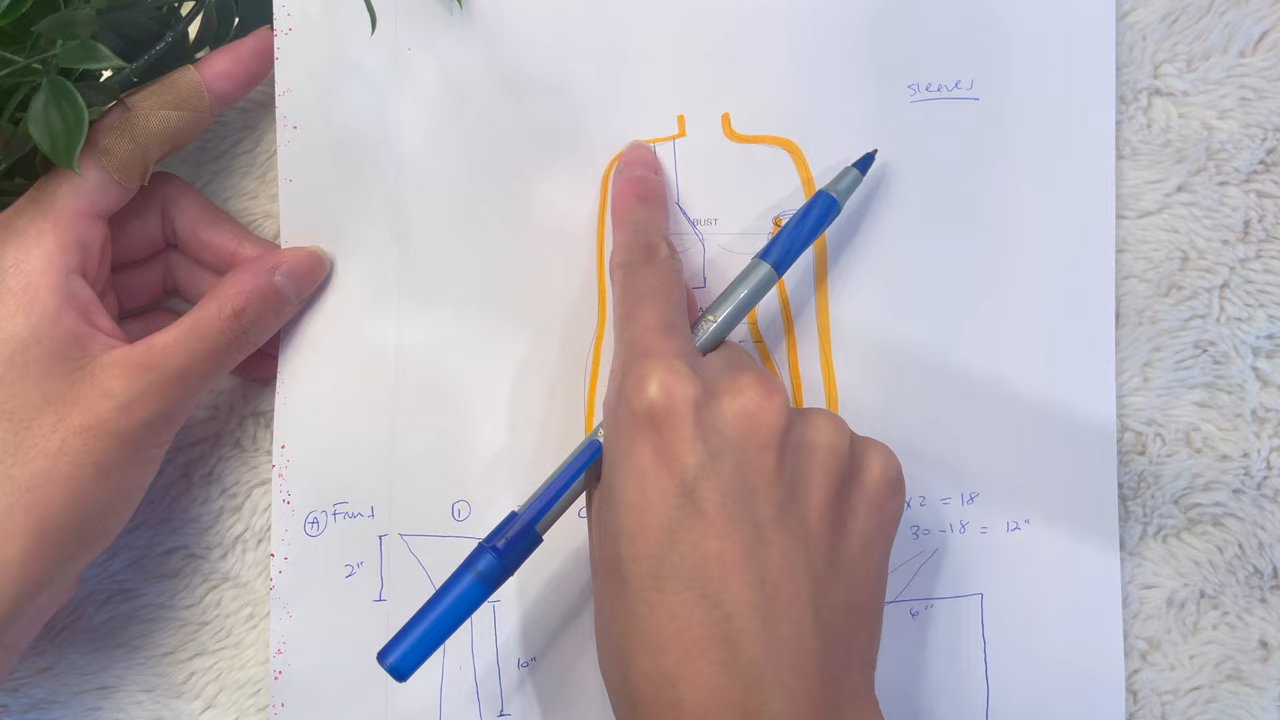 sleeves
BUST
A
Ⓐ Front
①
x2 = 18
30-18 = 12"
2"
6"
10"